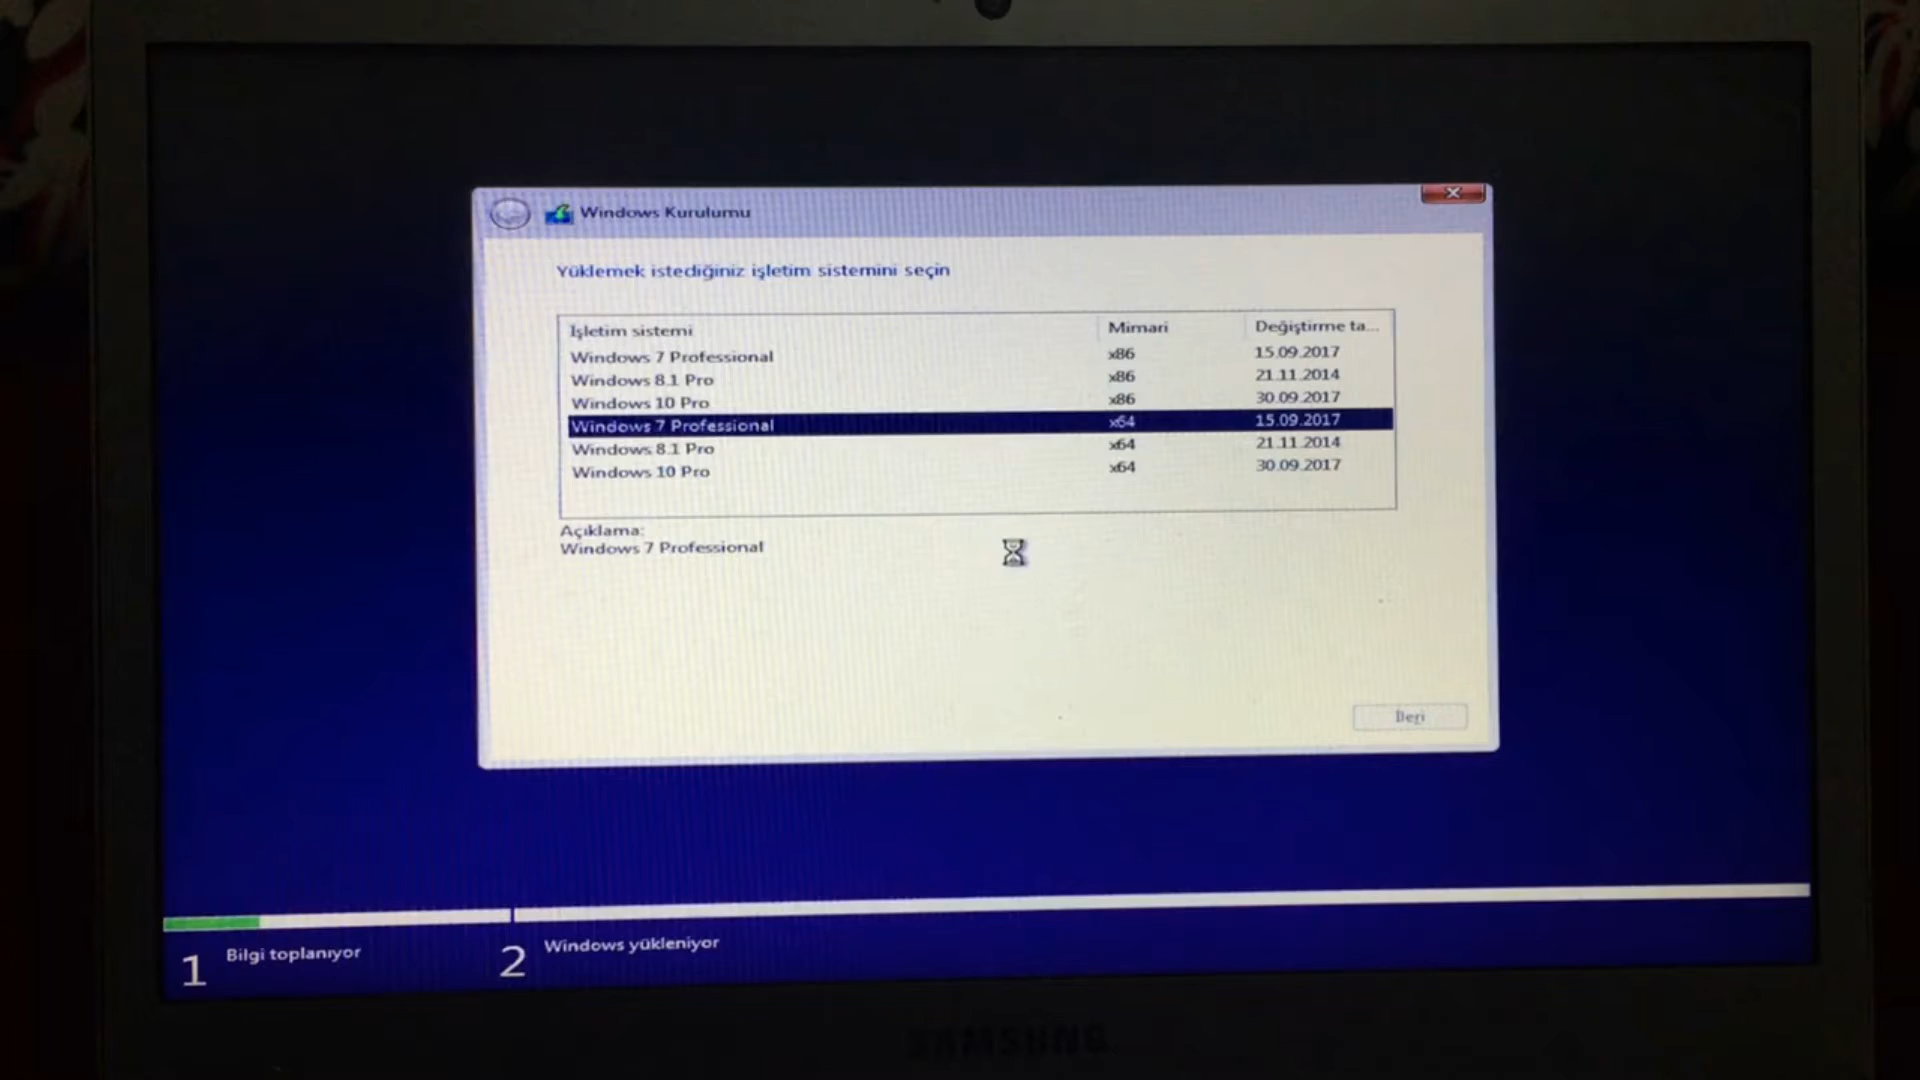 Windows Kurulumu
Yüklemek istediğiniz işletim sistemini seçin
İşletim sistemi Mimari Değiştirme ta...
Windows 7 Professional x86 15.09.2017
Windows 8.1 Pro x86 21.11.2014
Windows 10 Pro x86 30.09.2017
Windows 7 Professional x64 15.09.2017
Windows 8.1 Pro x64 21.11.2014
Windows 10 Pro x64 30.09.2017
Açıklama:
Windows 7 Professional
İleri
1 Bilgi toplanıyor
2 Windows yükleniyor
SAMSUNG